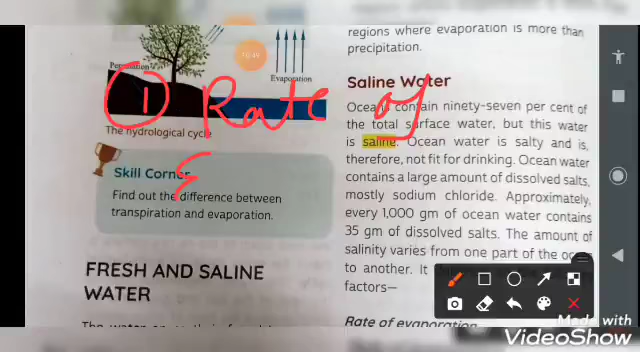 Evaporation
① Rate of
E
The hydrological cycle
Skill Corner
Find out the difference between
transpiration and evaporation.
FRESH AND SALINE
WATER
regions where evaporation is more than
precipitation.
Saline Water
Oceans contain ninety-seven per cent of
the total surface water, but this water
is saline. Ocean water is salty and is,
therefore, not fit for drinking. Ocean water
contains a large amount of dissolved salts,
mostly sodium chloride. Approximately,
every 1,000 gm of ocean water contains
35 gm of dissolved salts. The amount of
salinity varies from one part of the
to another. It
factors—
Rate of evaporation
Made with
VideoShow